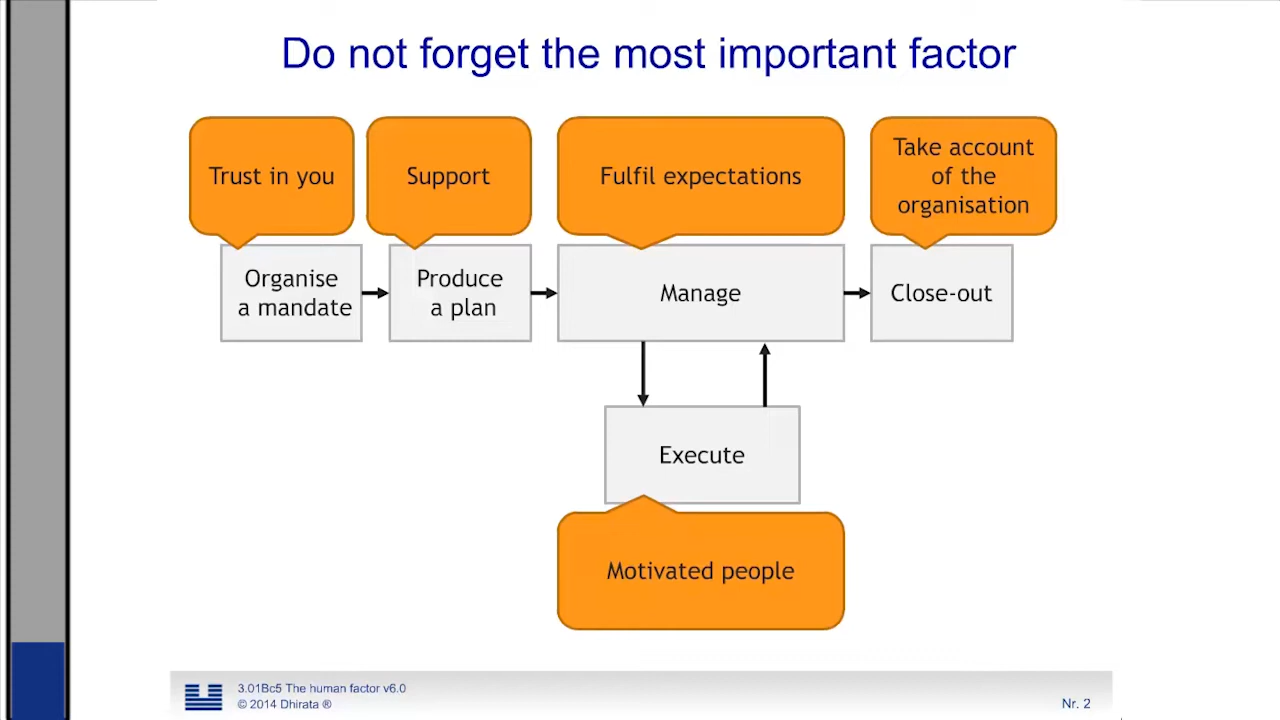 Do not forget the most important factor
Trust in you
Support
Fulfil expectations
Take account
of the
organisation
Organise
a mandate
Produce
a plan
Manage
Close-out
Execute
Motivated people
3.01Bc5 The human factor v6.0
© 2014 Dhirata ®
Nr. 2